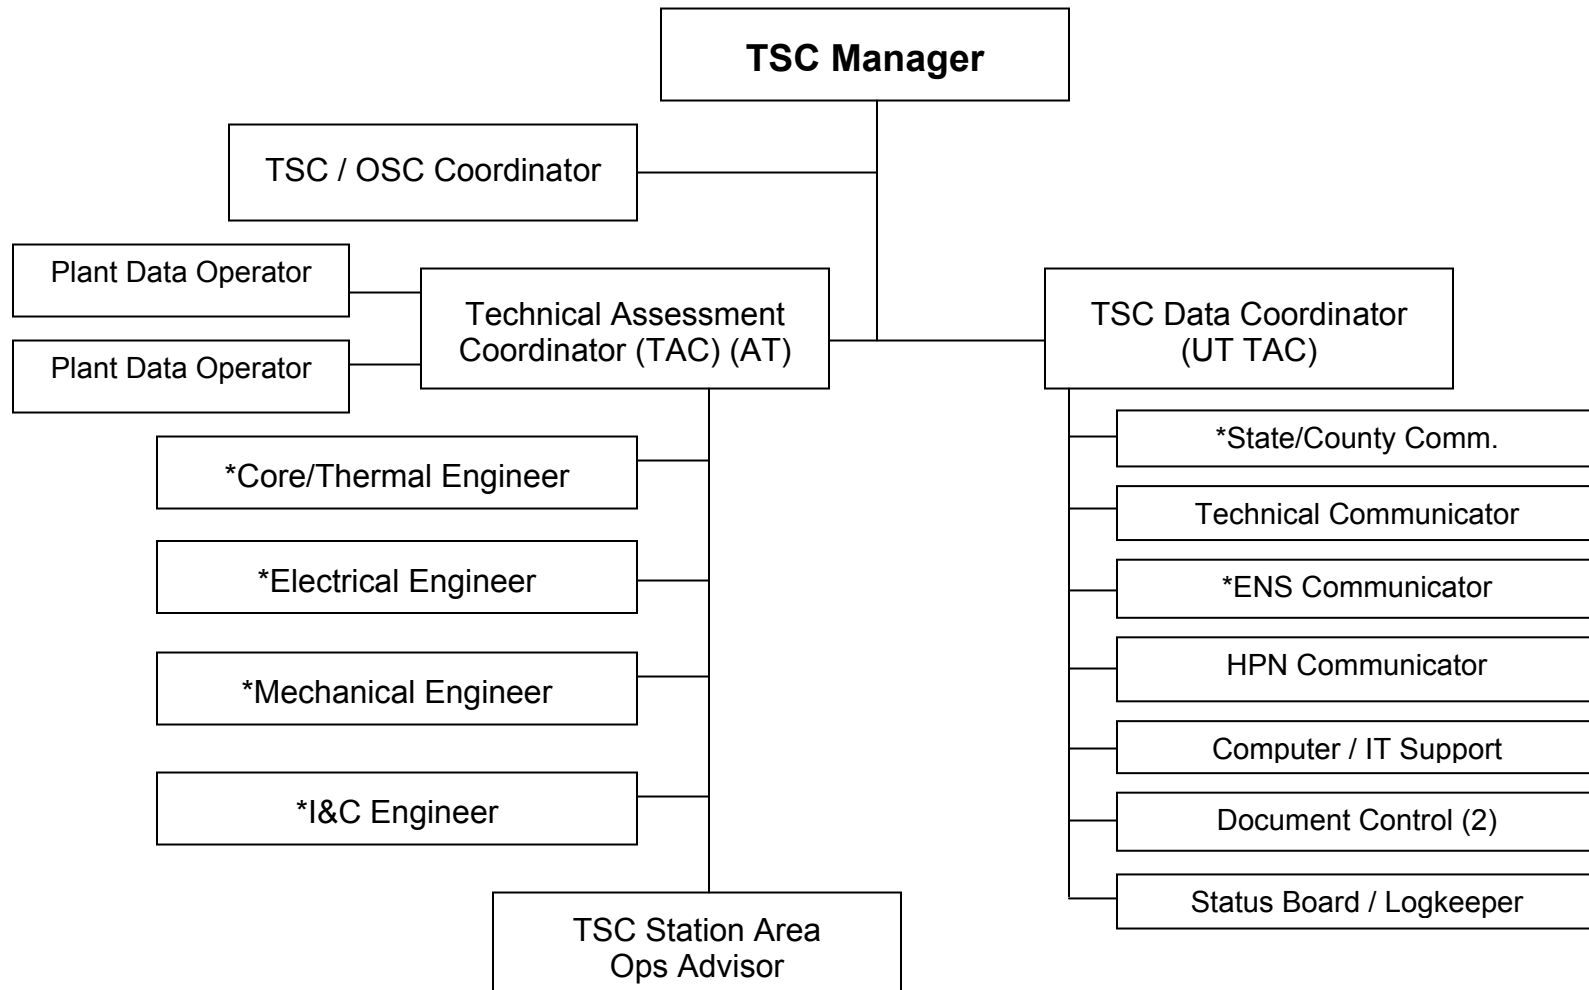 TSC Manager
TSC / OSC Coordinator
Plant Data Operator
Plant Data Operator
Technical Assessment
Coordinator (TAC) (AT)
TSC Data Coordinator
(UT TAC)
*Core/Thermal Engineer
*Electrical Engineer
*Mechanical Engineer
*I&C Engineer
TSC Station Area
Ops Advisor
*State/County Comm.
Technical Communicator
*ENS Communicator
HPN Communicator
Computer / IT Support
Document Control (2)
Status Board / Logkeeper